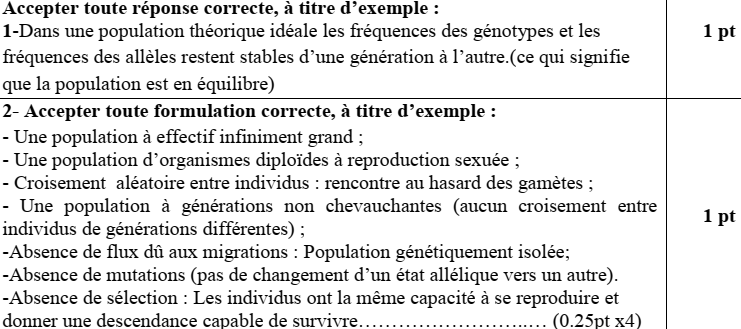 Accepter toute réponse correcte, à titre d’exemple :
1-Dans une population théorique idéale les fréquences des génotypes et les
fréquences des allèles restent stables d’une génération à l’autre.(ce qui signifie
que la population est en équilibre)
1 pt
2- Accepter toute formulation correcte, à titre d’exemple :
- Une population à effectif infiniment grand ;
- Une population d’organismes diploïdes à reproduction sexuée ;
- Croisement aléatoire entre individus : rencontre au hasard des gamètes ;
- Une population à générations non chevauchantes (aucun croisement entre
individus de générations différentes) ;
-Absence de flux dû aux migrations : Population génétiquement isolée;
-Absence de mutations (pas de changement d’un état allélique vers un autre).
-Absence de sélection : Les individus ont la même capacité à se reproduire et
donner une descendance capable de survivre……………………..… (0.25pt x4)
1 pt